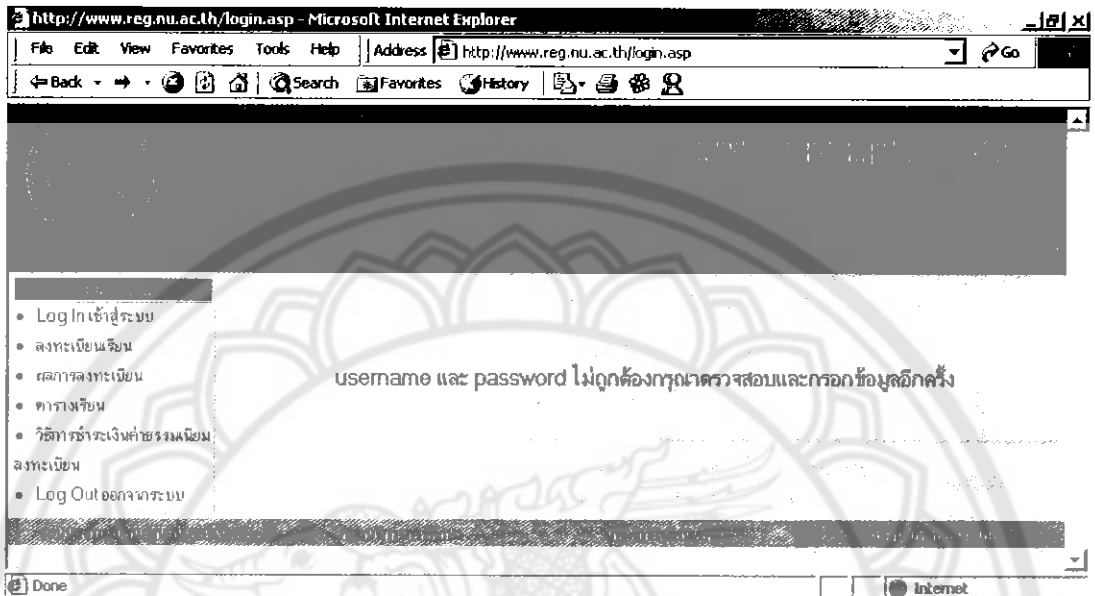 http://www.reg.nu.ac.th/login.asp - Microsoft Internet Explorer
File Edit View Favorites Tools Help Address http://www.reg.nu.ac.th/login.asp Go
Back Search Favorites History
• Log In เข้าสู่ระบบ
• ลงทะเบียนเรียน
• ผลการลงทะเบียน
username และ password ไม่ถูกต้องกรุณาตรวจสอบและกรอกข้อมูลอีกครั้ง
• ตารางเรียน
• วิธีการชำระเงินค่าธรรมเนียม
ลงทะเบียน
• Log Out ออกจากระบบ
Done Internet